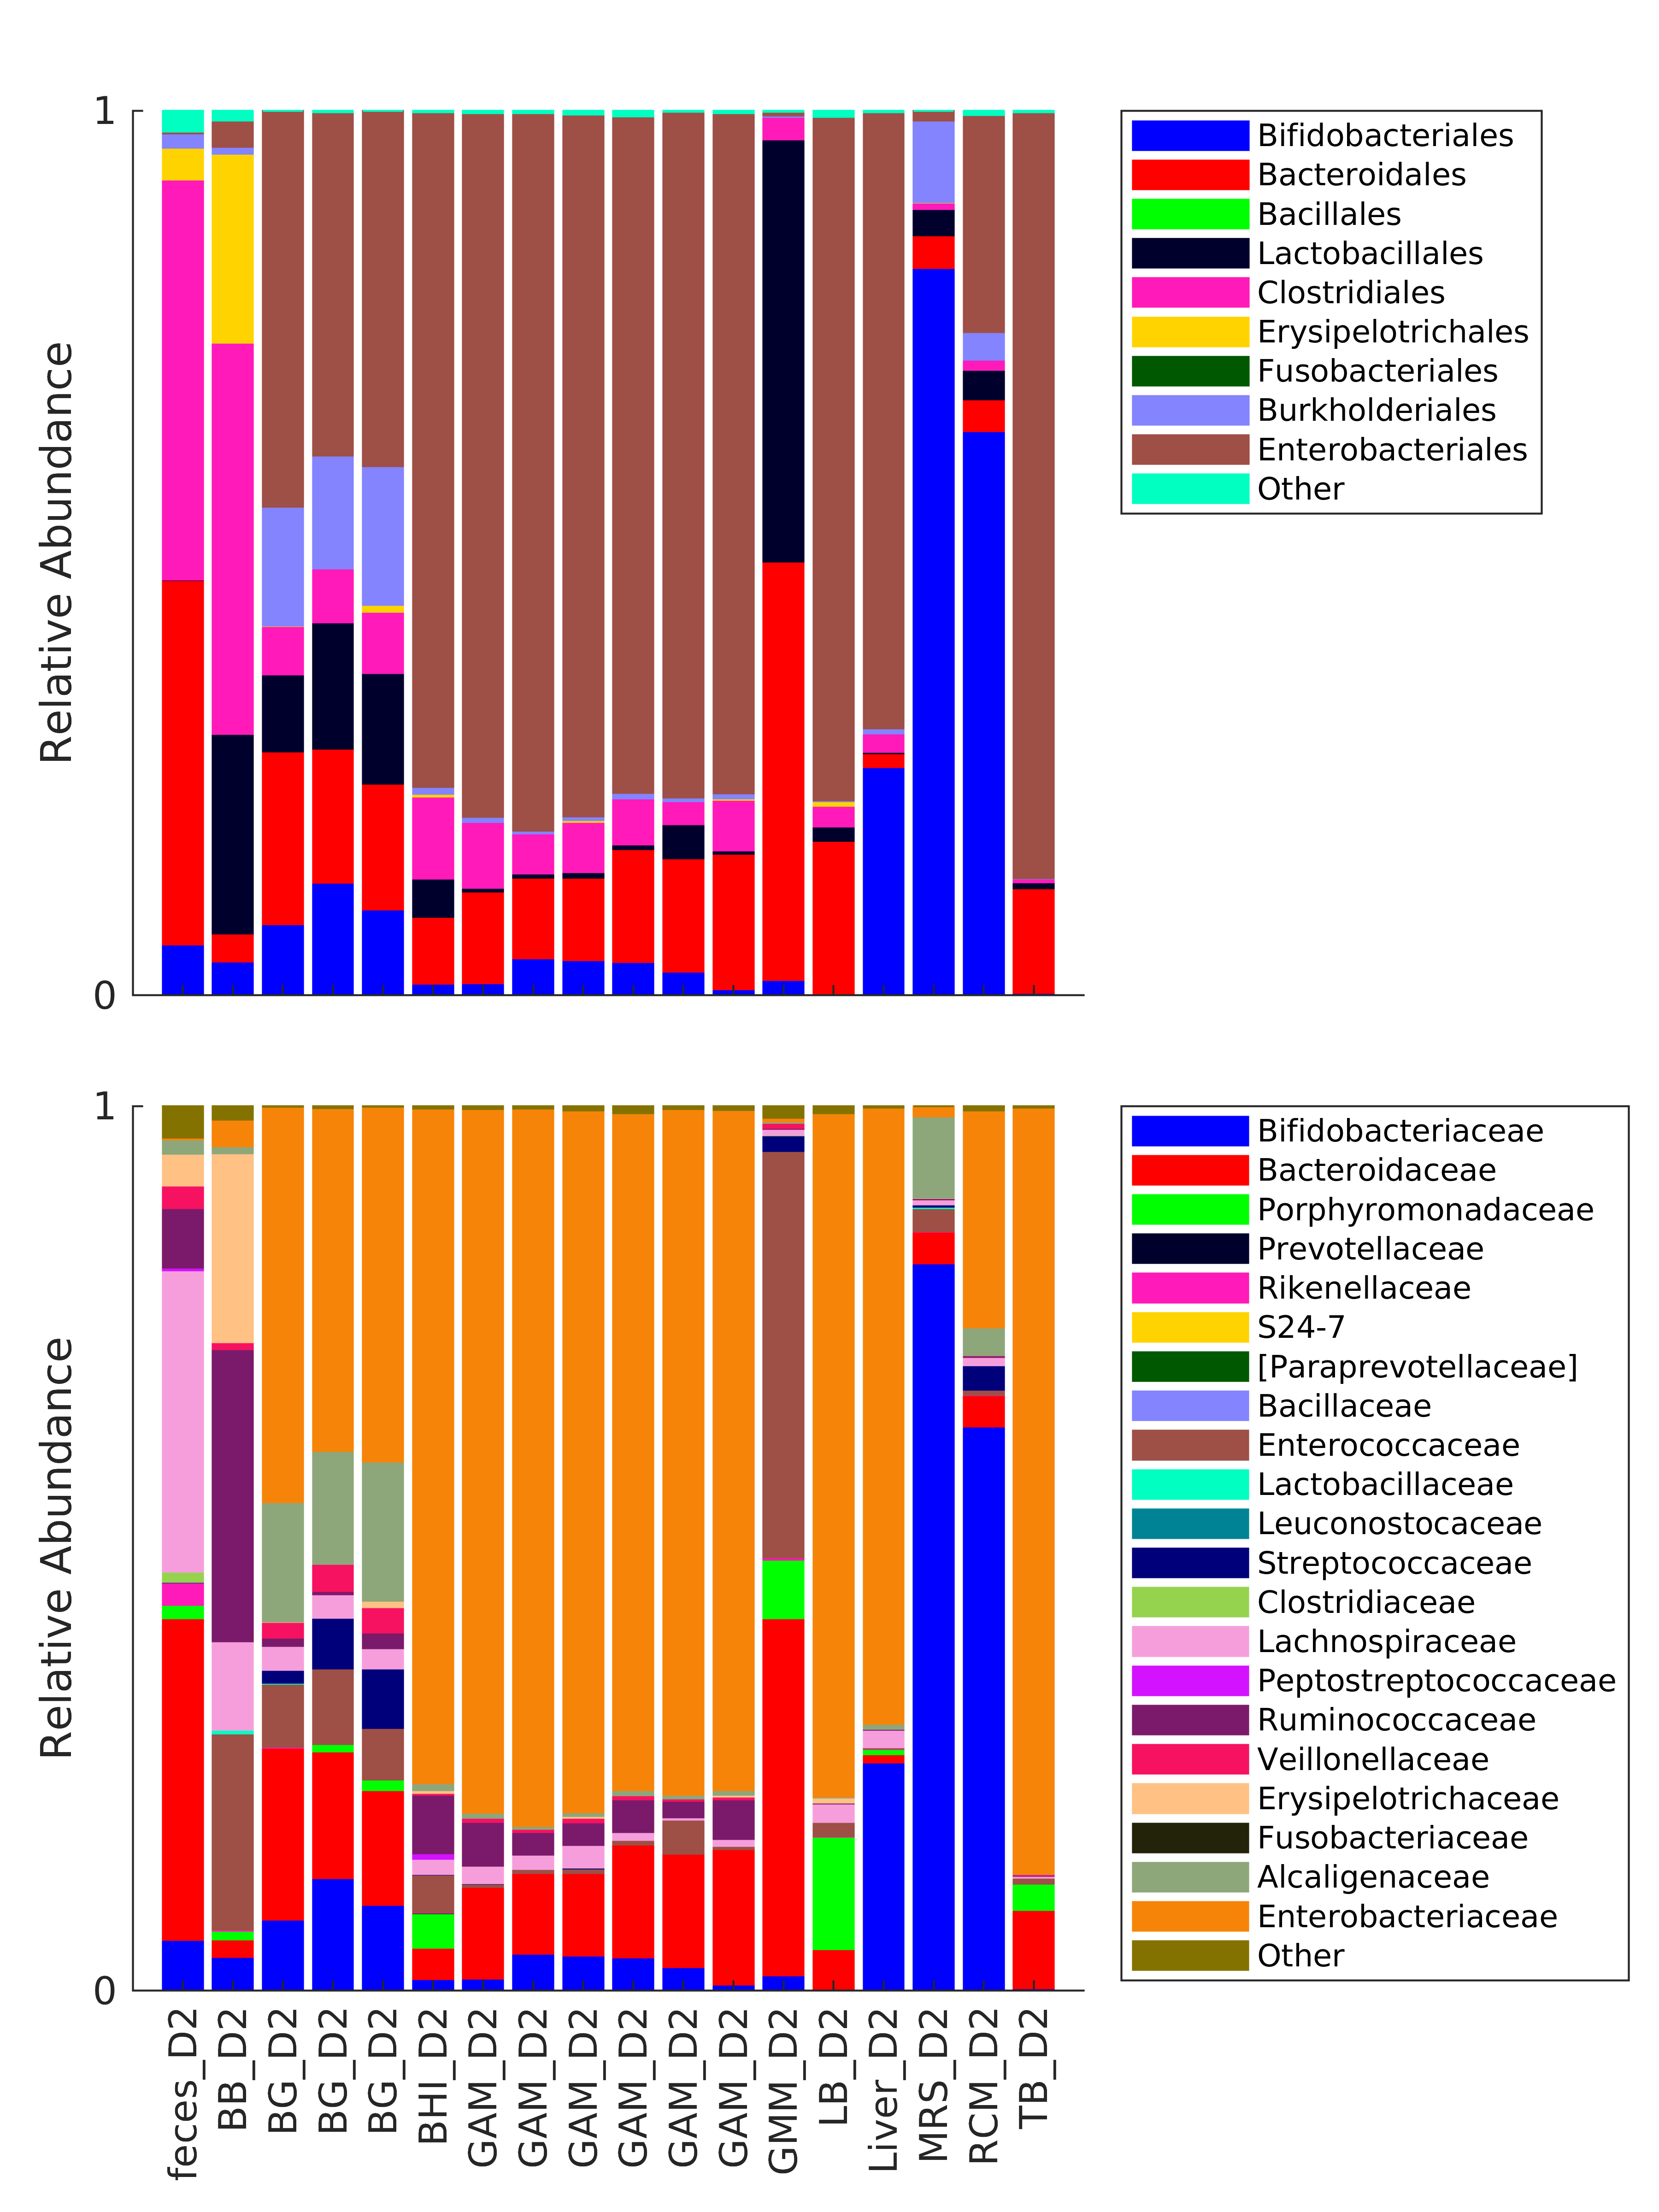 1
0
Relative Abundance
Bifidobacteriales
Bacteroidales
Bacillales
Lactobacillales
Clostridiales
Erysipelotrichales
Fusobacteriales
Burkholderiales
Enterobacteriales
Other
1
0
Relative Abundance
Bifidobacteriaceae
Bacteroidaceae
Porphyromonadaceae
Prevotellaceae
Rikenellaceae
S24-7
[Paraprevotellaceae]
Bacillaceae
Enterococcaceae
Lactobacillaceae
Leuconostocaceae
Streptococcaceae
Clostridiaceae
Lachnospiraceae
Peptostreptococcaceae
Ruminococcaceae
Veillonellaceae
Erysipelotrichaceae
Fusobacteriaceae
Alcaligenaceae
Enterobacteriaceae
Other
feces_D2
BB_D2
BG_D2
BG_D2
BG_D2
BHI_D2
GAM_D2
GAM_D2
GAM_D2
GAM_D2
GAM_D2
GAM_D2
GMM_D2
LB_D2
Liver_D2
MRS_D2
RCM_D2
TB_D2